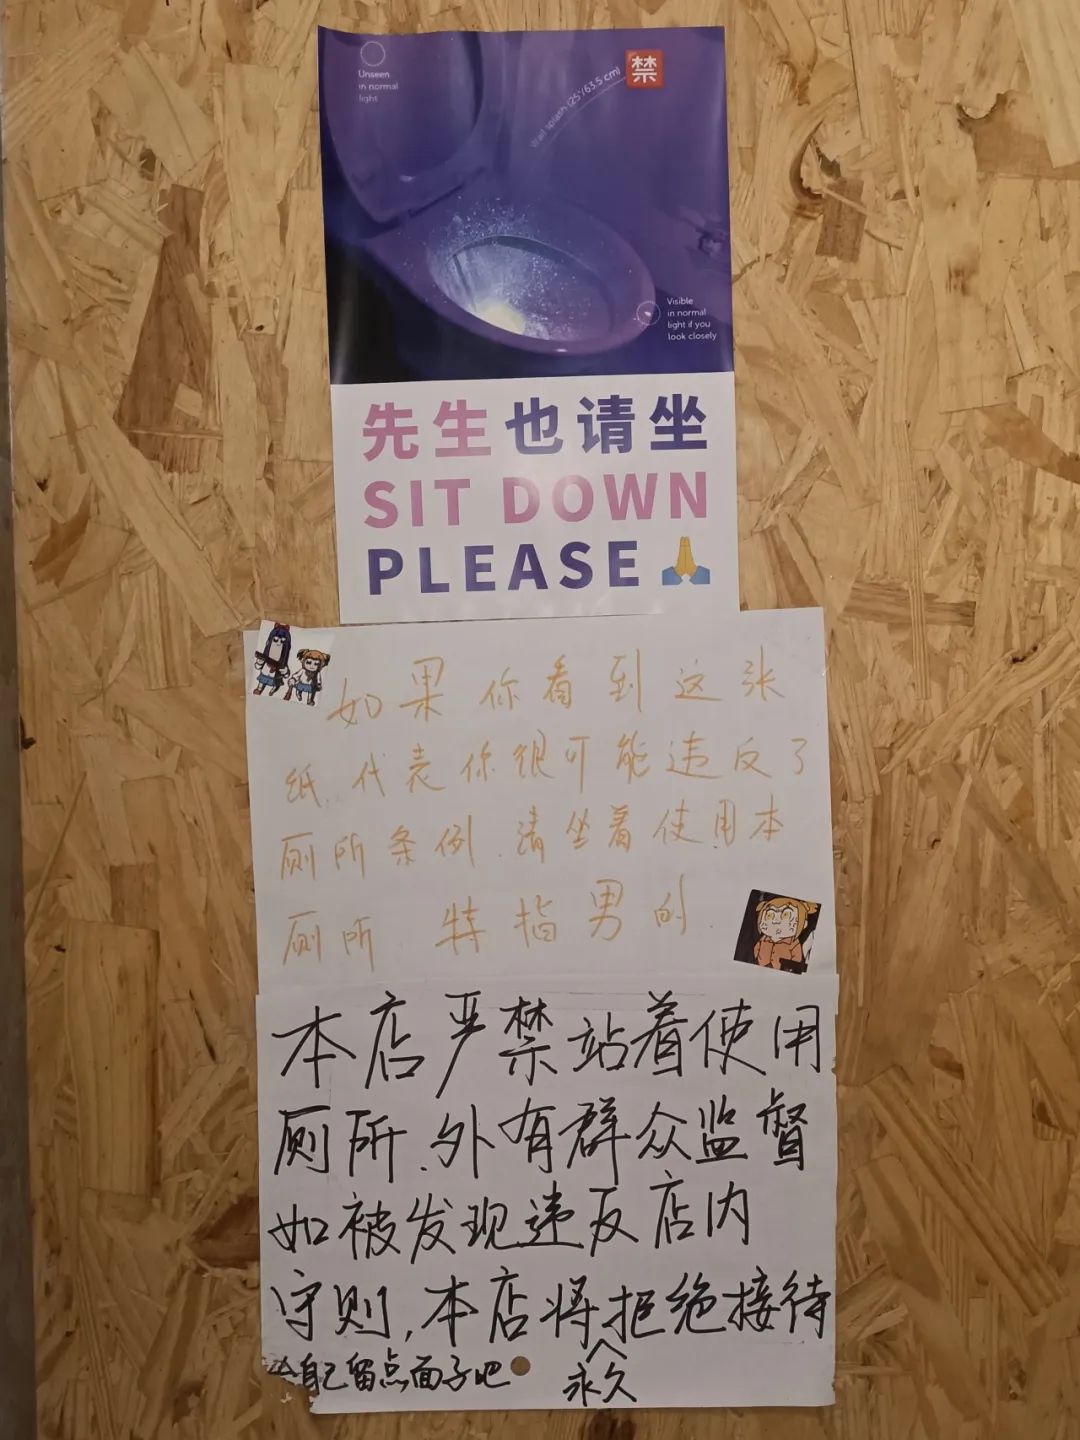 Unseen
in normal
light
Wall splash (25"/63.5 cm)
禁
Visible
in normal
light if you
look closely
先生也请坐
SIT DOWN
PLEASE 🙏
如果你看到这张
纸.代表你很可能违反了
厕所条例.请坐着使用本
厕所 特指男的.
本店严禁站着使用
厕所.外有群众监督
如被发现违反店内
守则,本店将永久拒绝接待
给自己留点面子吧